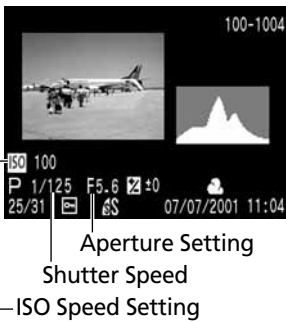 100-1004
ISO 100
P 1/125 F5.6 ±0
25/31 S 07/07/2001 11:04
Aperture Setting
Shutter Speed
ISO Speed Setting